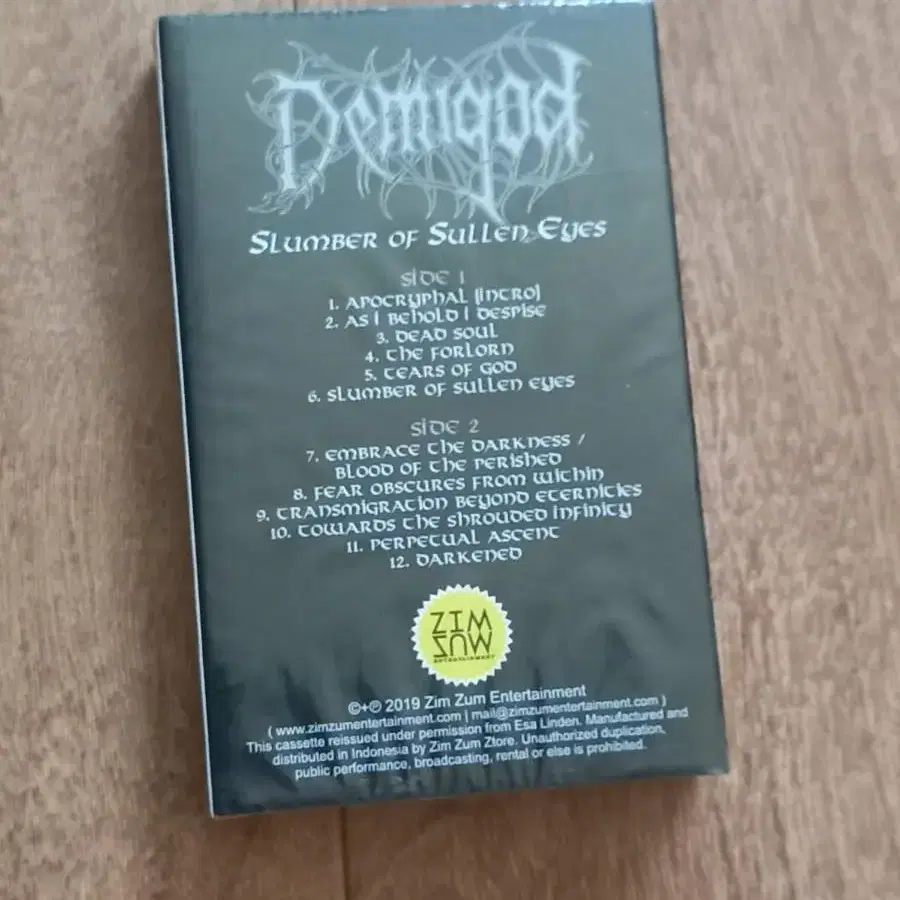 Demigod
Slumber of Sullen Eyes
Side 1
1. Apocryphal (Intro)
2. As I Behold I Despise
3. Dead Soul
4. The Forlorn
5. Tears of God
6. Slumber of Sullen Eyes
Side 2
7. Embrace the Darkness /
Blood of the Perished
8. Fear Obscures from Within
9. Transmigration Beyond Eternities
10. Towards the Shrouded Infinity
11. Perpetual Ascent
12. Darkened
ZIM
ZUM
ENTERTAINMENT
©+℗ 2019 Zim Zum Entertainment
( www.zimzumentertainment.com | mail@zimzumentertainment.com )
This cassette reissued under permission from Esa Linden. Manufactured and
distributed in Indonesia by Zim Zum Ztore. Unauthorized duplication,
public performance, broadcasting, rental or else is prohibited.